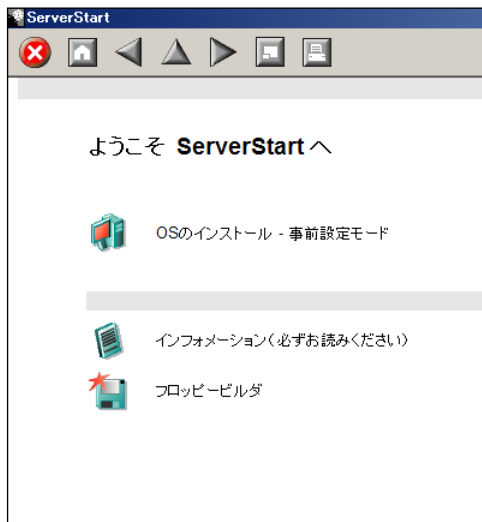 ServerStart
ようこそ ServerStart へ
OSのインストール - 事前設定モード
インフォメーション(必ずお読みください)
フロッピービルダ